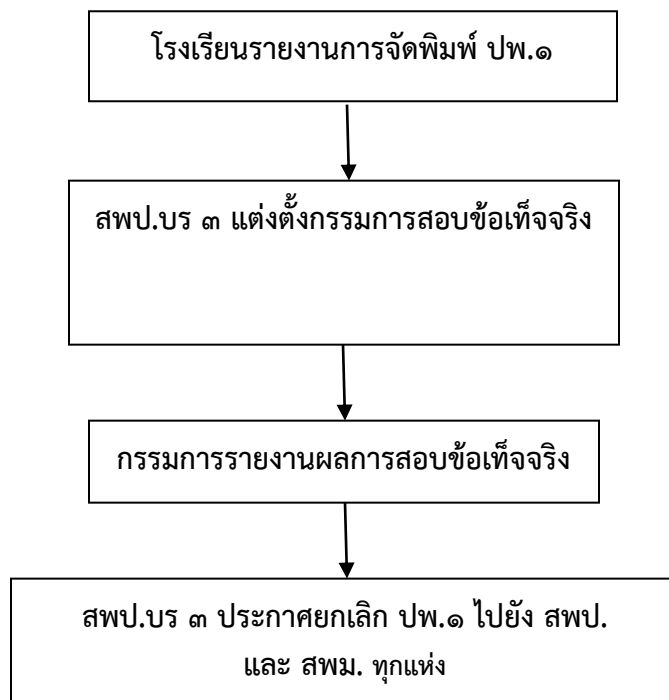 โรงเรียนรายงานการจัดพิมพ์ ปพ.๑
สพป.บร ๓ แต่งตั้งกรรมการสอบข้อเท็จจริง
กรรมการรายงานผลการสอบข้อเท็จจริง
สพป.บร ๓ ประกาศยกเลิก ปพ.๑ ไปยัง สพป.
และ สพม. ทุกแห่ง